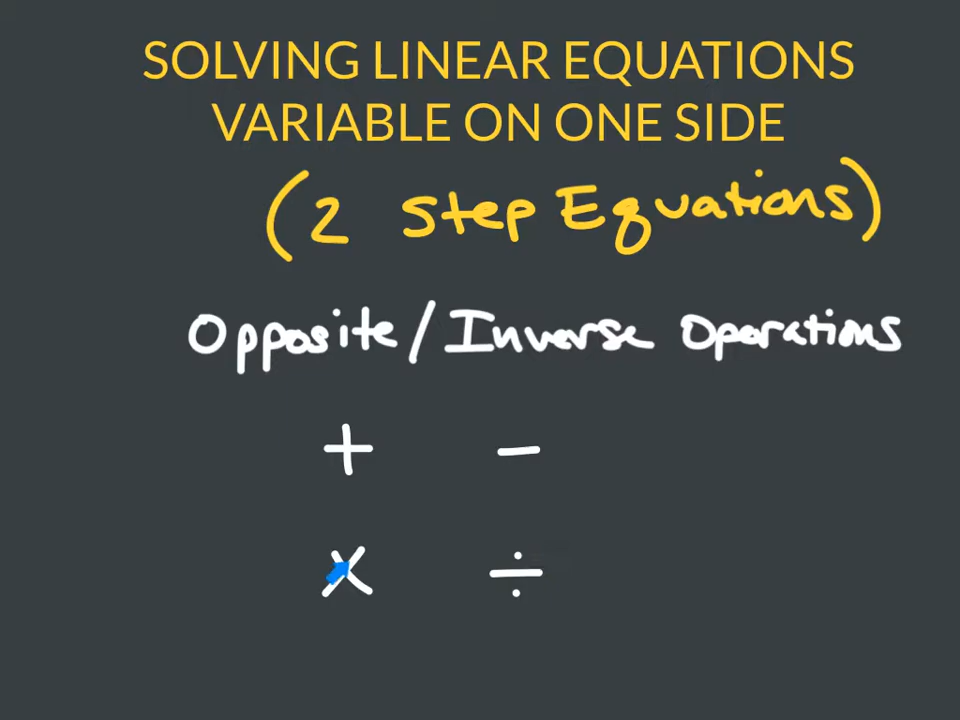 SOLVING LINEAR EQUATIONS
VARIABLE ON ONE SIDE
(2 Step Equations)
Opposite/Inverse Operations
+ -
× ÷